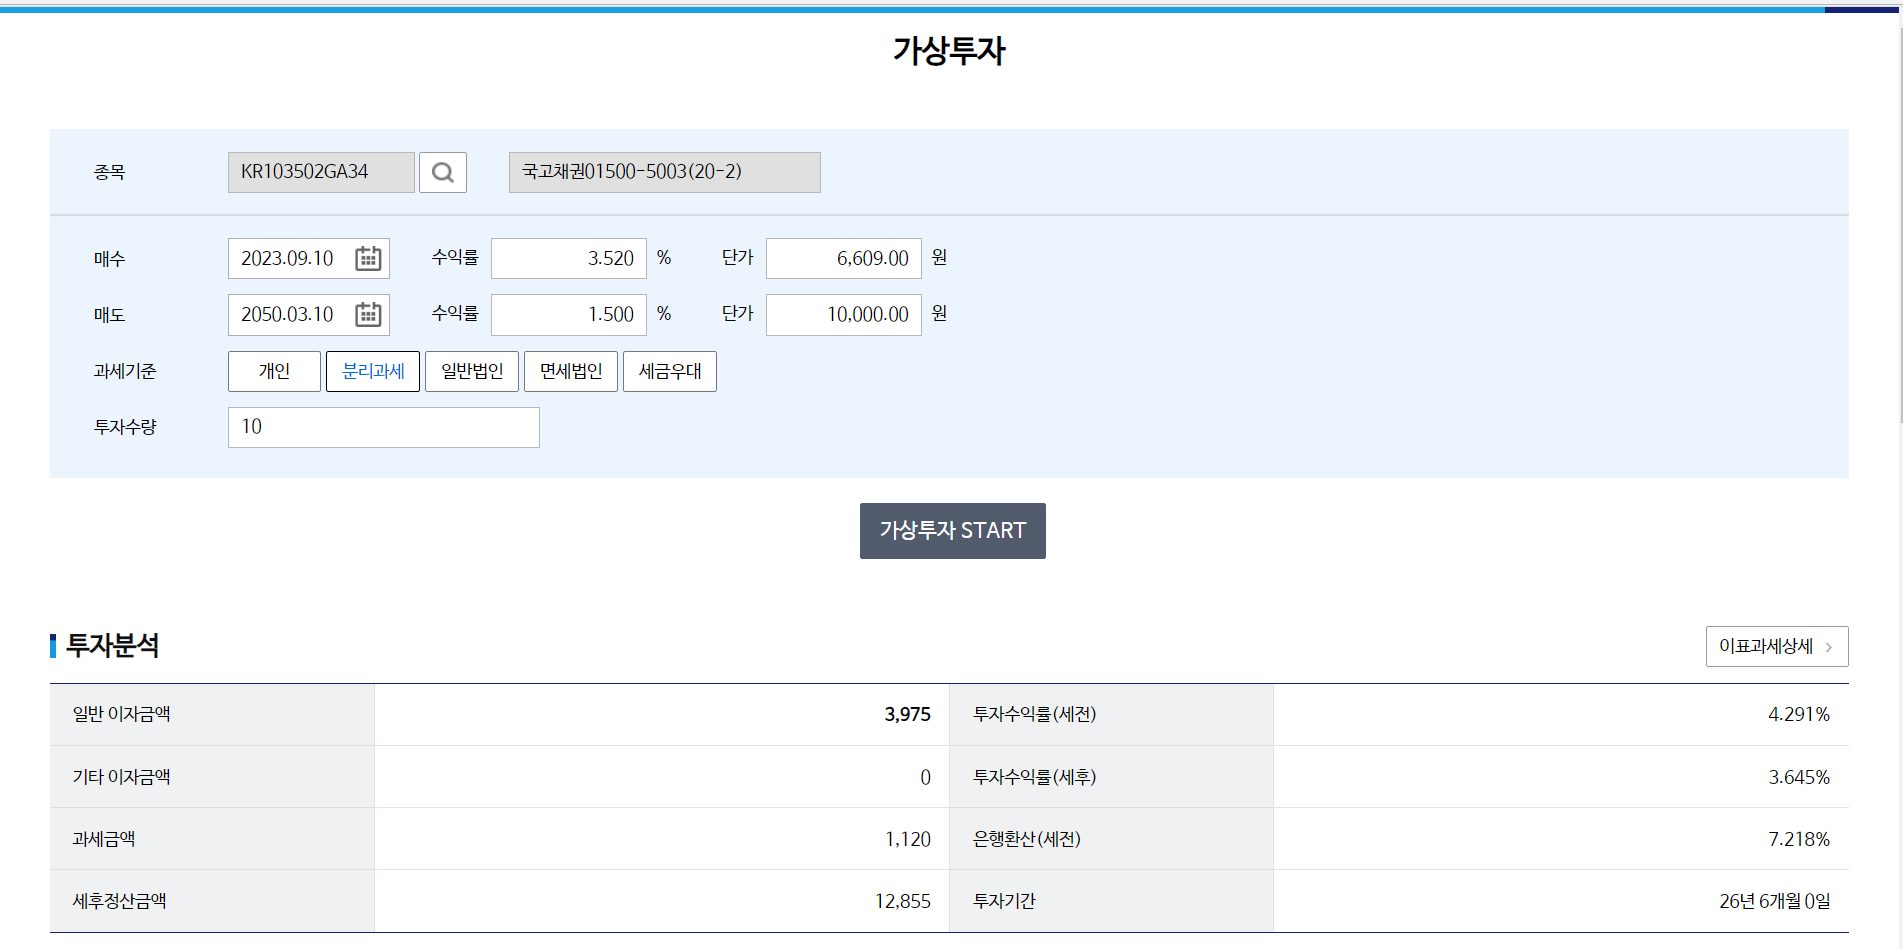 가상투자
종목 KR103502GA34 국고채권01500-5003(20-2)
매수 2023.09.10 수익률 3.520 % 단가 6,609.00 원
매도 2050.03.10 수익률 1.500 % 단가 10,000.00 원
과세기준 개인 분리과세 일반법인 면세법인 세금우대
투자수량 10
가상투자 START
투자분석 이표과세상세 >
일반 이자금액 3,975 투자수익률(세전) 4.291%
기타 이자금액 0 투자수익률(세후) 3.645%
과세금액 1,120 은행환산(세전) 7.218%
세후정산금액 12,855 투자기간 26년 6개월 0일